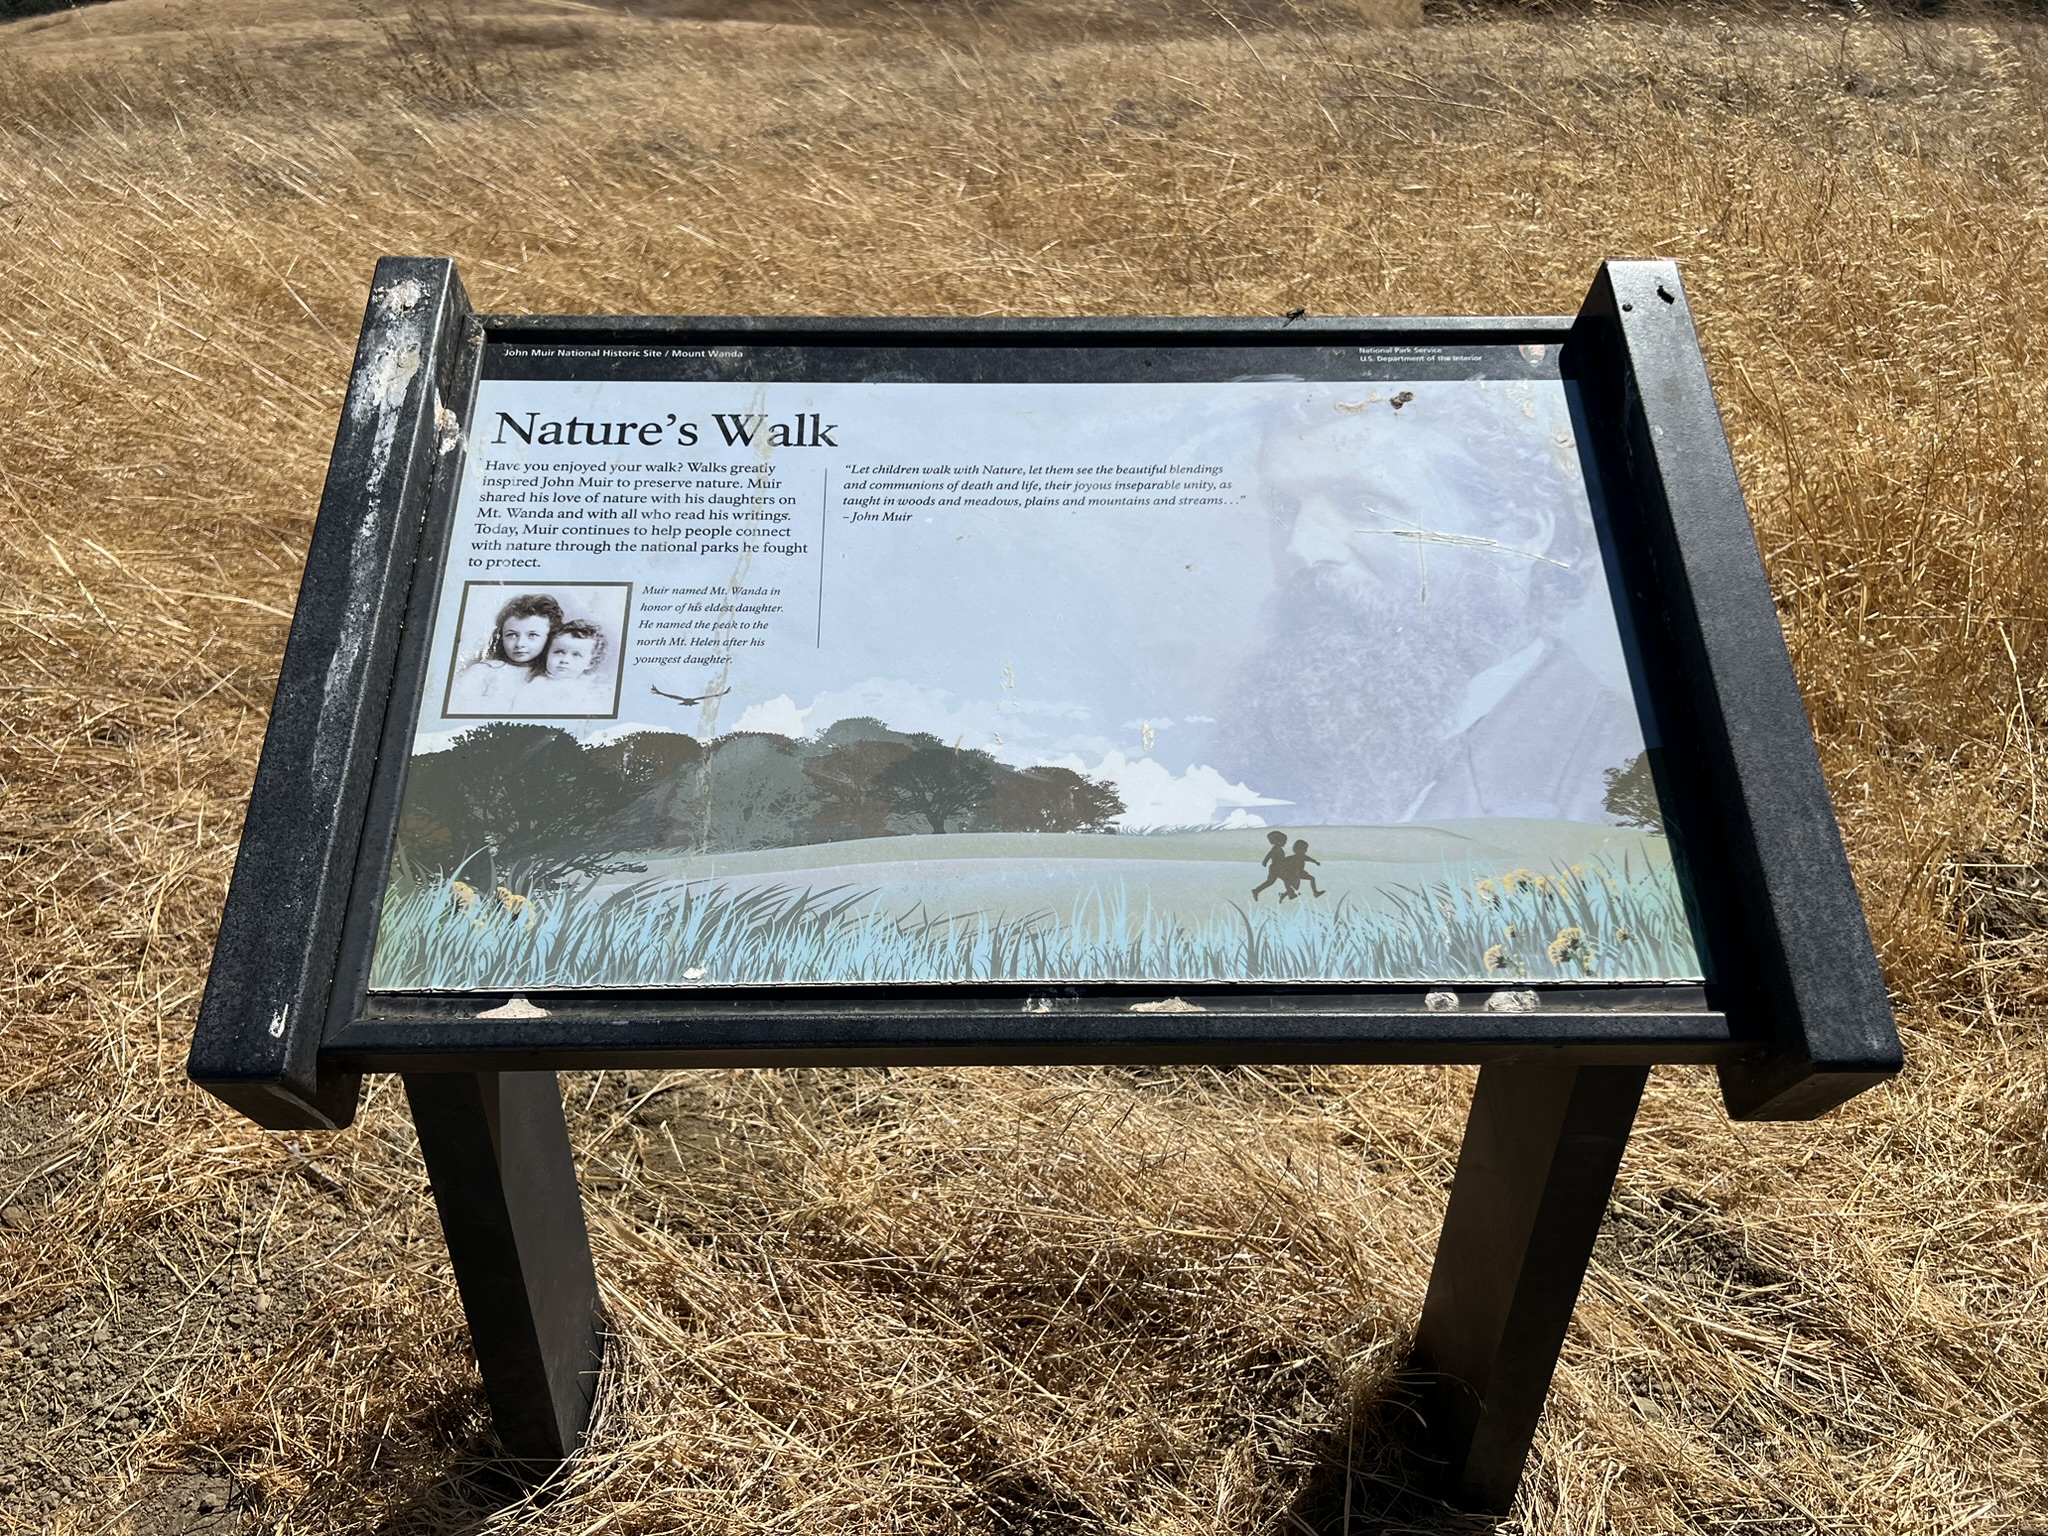 John Muir National Historic Site / Mount Wanda
National Park Service
U.S. Department of the Interior
Nature's Walk
Have you enjoyed your walk? Walks greatly
inspired John Muir to preserve nature. Muir
shared his love of nature with his daughters on
Mt. Wanda and with all who read his writings.
Today, Muir continues to help people connect
with nature through the national parks he fought
to protect.
Muir named Mt. Wanda in
honor of his eldest daughter.
He named the peak to the
north Mt. Helen after his
youngest daughter.
“Let children walk with Nature, let them see the beautiful blendings
and communions of death and life, their joyous inseparable unity, as
taught in woods and meadows, plains and mountains and streams...”
– John Muir